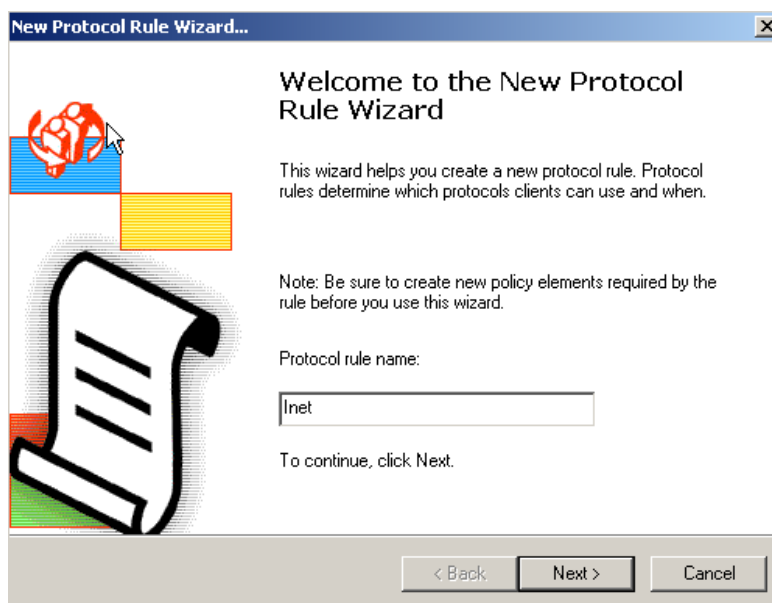 New Protocol Rule Wizard...
Welcome to the New Protocol
Rule Wizard
This wizard helps you create a new protocol rule. Protocol
rules determine which protocols clients can use and when.
Note: Be sure to create new policy elements required by the
rule before you use this wizard.
Protocol rule name:
Inet
To continue, click Next.
< Back Next > Cancel